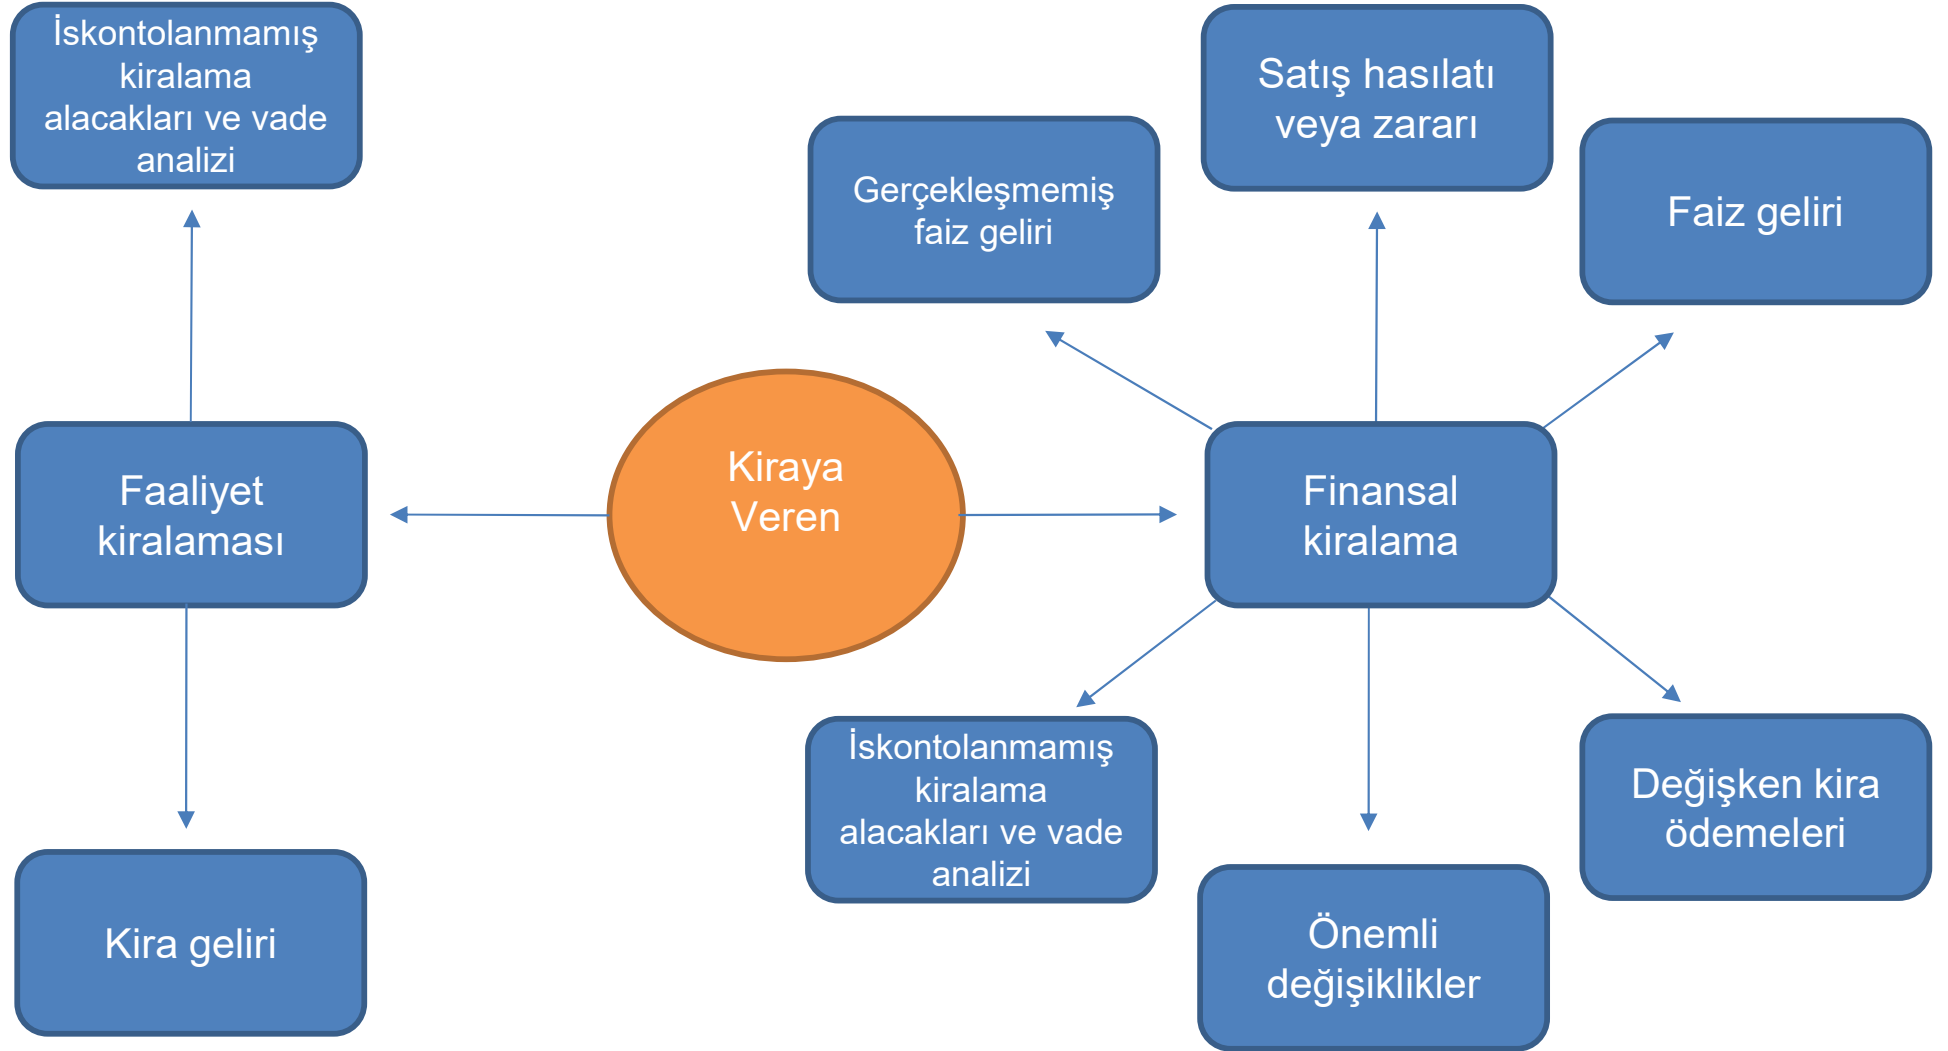 İskontolanmamış
kiralama
alacakları ve vade
analizi
Faaliyet
kiralaması
Kira geliri
Kiraya
Veren
Gerçekleşmemiş
faiz geliri
Satış hasılatı
veya zararı
Faiz geliri
Finansal
kiralama
İskontolanmamış
kiralama
alacakları ve vade
analizi
Önemli
değişiklikler
Değişken kira
ödemeleri